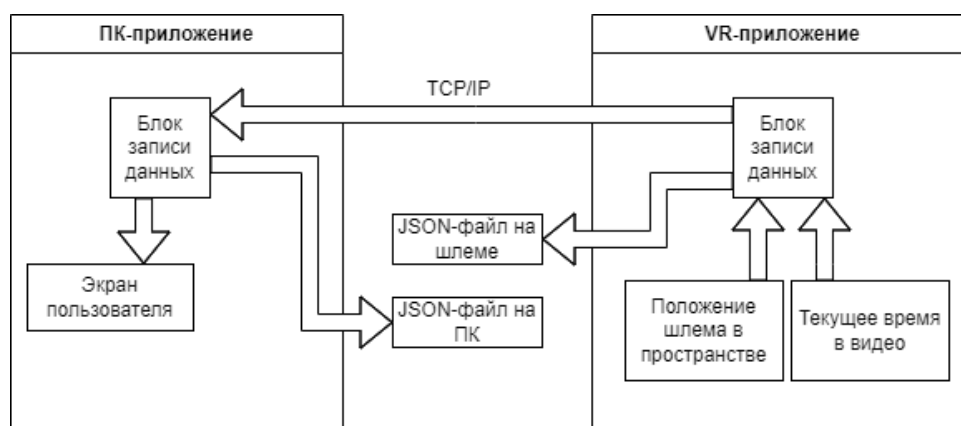 ПК-приложение
VR-приложение
TCP/IP
Блок
записи
данных
Блок
записи
данных
JSON-файл на
шлеме
Экран
пользователя
JSON-файл на
ПК
Положение
шлема в
пространстве
Текущее время
в видео